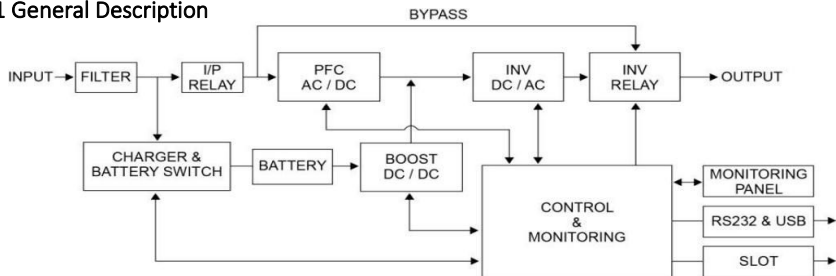 1 General Description
BYPASS
INPUT
FILTER
I/P
RELAY
PFC
AC / DC
INV
DC / AC
INV
RELAY
OUTPUT
CHARGER &
BATTERY SWITCH
BATTERY
BOOST
DC / DC
CONTROL
&
MONITORING
MONITORING
PANEL
RS232 & USB
SLOT